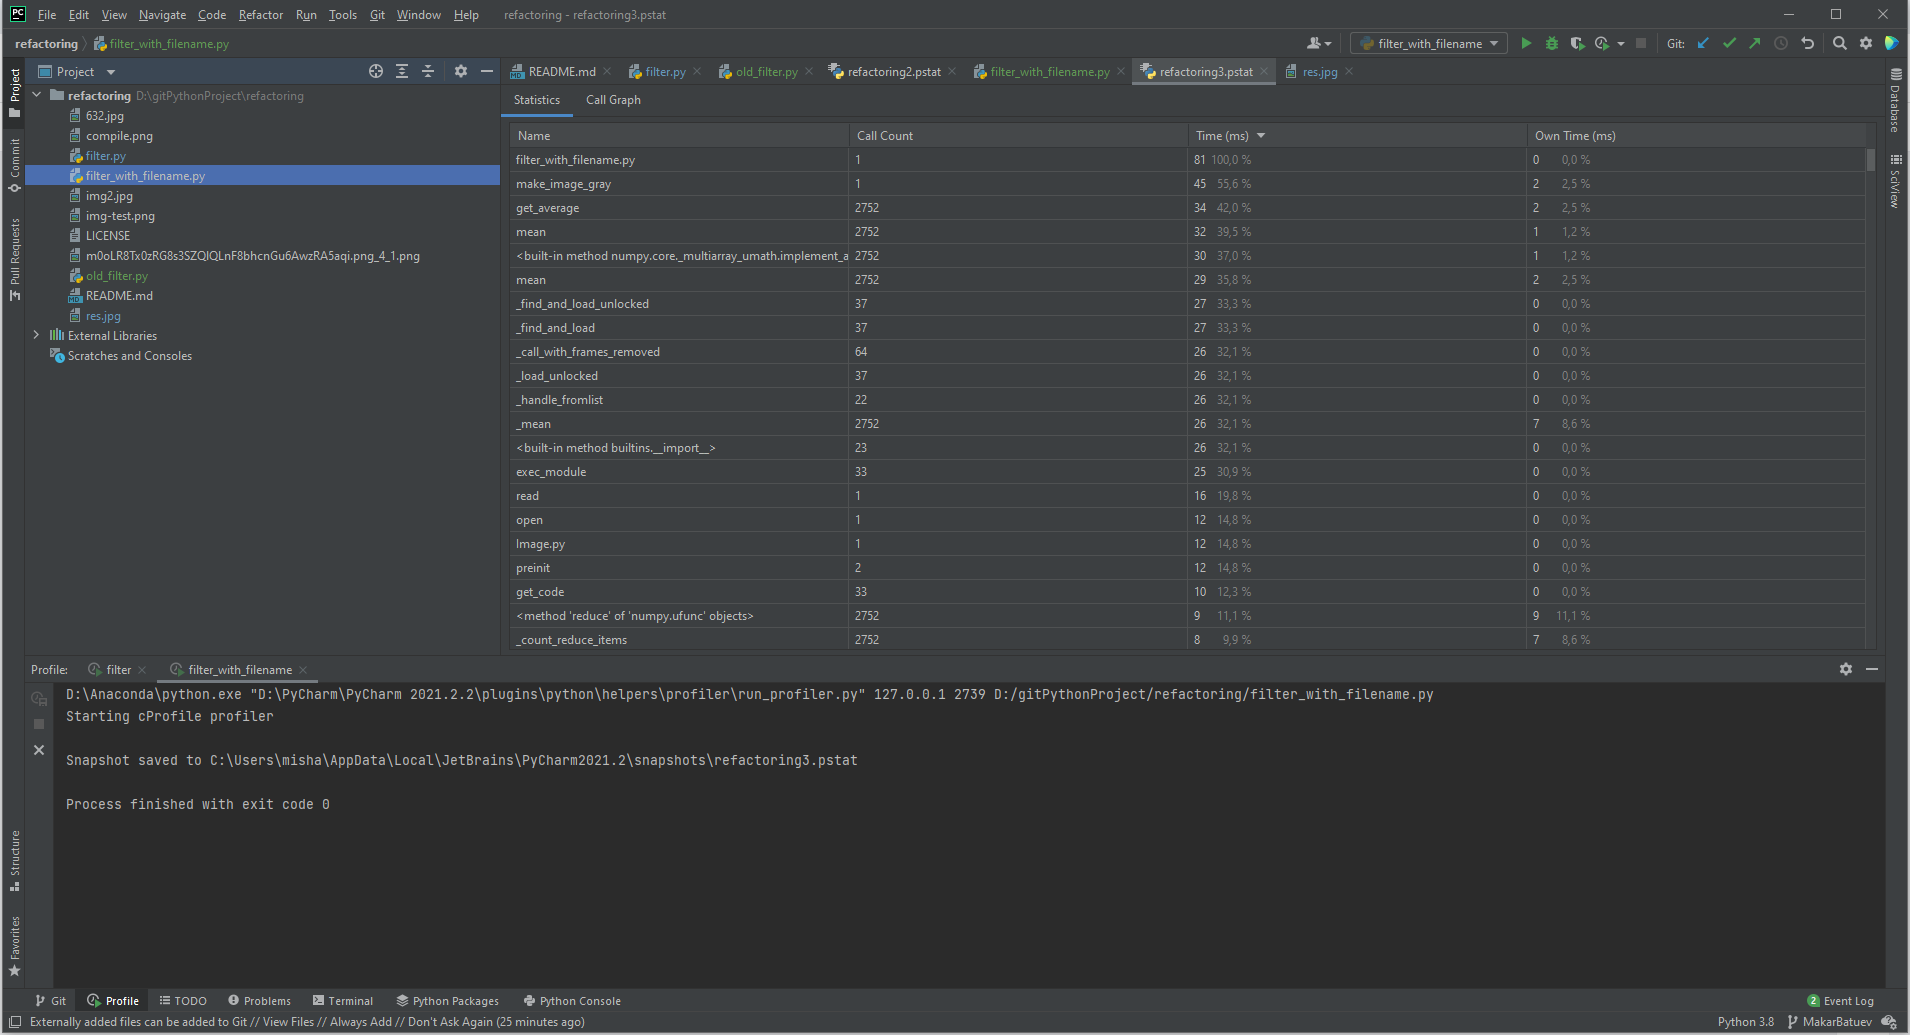 PC File Edit View Navigate Code Refactor Run Tools Git Window Help refactoring - refactoring3.pstat
refactoring filter_with_filename.py
filter_with_filename Git:
Project
README.md filter.py old_filter.py refactoring2.pstat filter_with_filename.py refactoring3.pstat res.jpg
refactoring D:\gitPythonProject\refactoring
632.jpg
compile.png
filter.py
filter_with_filename.py
img2.jpg
img-test.png
LICENSE
m0oLR8Tx0zRG8s3SZQIQLnF8bhcnGu6AwzRA5aqi.png_4_1.png
old_filter.py
README.md
res.jpg
External Libraries
Scratches and Consoles
Project
Commit
Pull Requests
Structure
Favorites
Database
SciView
Statistics Call Graph
Name Call Count Time (ms) Own Time (ms)
filter_with_filename.py 1 81 100,0 % 0 0,0 %
make_image_gray 1 45 55,6 % 2 2,5 %
get_average 2752 34 42,0 % 2 2,5 %
mean 2752 32 39,5 % 1 1,2 %
<built-in method numpy.core._multiarray_umath.implement_a 2752 30 37,0 % 1 1,2 %
mean 2752 29 35,8 % 2 2,5 %
_find_and_load_unlocked 37 27 33,3 % 0 0,0 %
_find_and_load 37 27 33,3 % 0 0,0 %
_call_with_frames_removed 64 26 32,1 % 0 0,0 %
_load_unlocked 37 26 32,1 % 0 0,0 %
_handle_fromlist 22 26 32,1 % 0 0,0 %
_mean 2752 26 32,1 % 7 8,6 %
<built-in method builtins.__import__> 23 26 32,1 % 0 0,0 %
exec_module 33 25 30,9 % 0 0,0 %
read 1 16 19,8 % 0 0,0 %
open 1 12 14,8 % 0 0,0 %
Image.py 1 12 14,8 % 0 0,0 %
preinit 2 12 14,8 % 0 0,0 %
get_code 33 10 12,3 % 0 0,0 %
<method 'reduce' of 'numpy.ufunc' objects> 2752 9 11,1 % 9 11,1 %
_count_reduce_items 2752 8 9,9 % 7 8,6 %
Profile: filter filter_with_filename
D:\Anaconda\python.exe "D:\PyCharm\PyCharm 2021.2.2\plugins\python\helpers\profiler\run_profiler.py" 127.0.0.1 2739 D:/gitPythonProject/refactoring/filter_with_filename.py
Starting cProfile profiler
Snapshot saved to C:\Users\misha\AppData\Local\JetBrains\PyCharm2021.2\snapshots\refactoring3.pstat
Process finished with exit code 0
Git Profile TODO Problems Terminal Python Packages Python Console 2 Event Log
Externally added files can be added to Git // View Files // Always Add // Don't Ask Again (25 minutes ago) Python 3.8 MakarBatuev